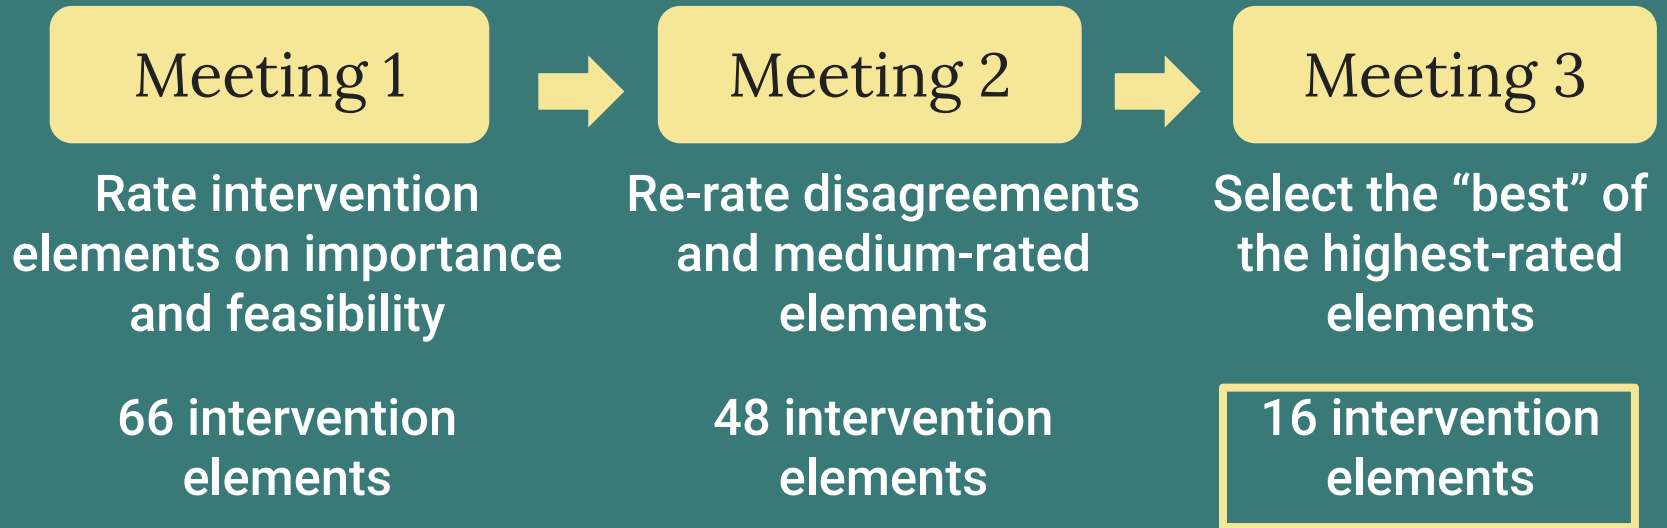 Meeting 1
Rate intervention
elements on importance
and feasibility
66 intervention
elements
Meeting 2
Re-rate disagreements
and medium-rated
elements
48 intervention
elements
Meeting 3
Select the “best” of
the highest-rated
elements
16 intervention
elements